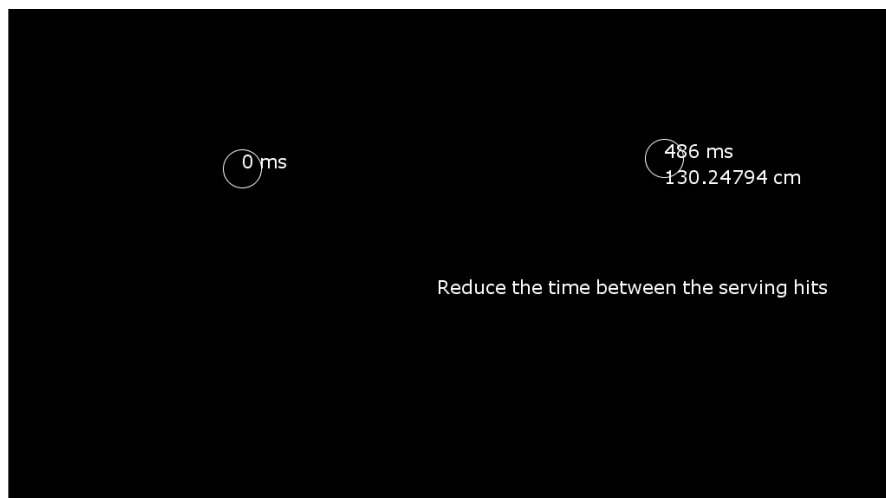 0 ms
486 ms
130.24794 cm
Reduce the time between the serving hits